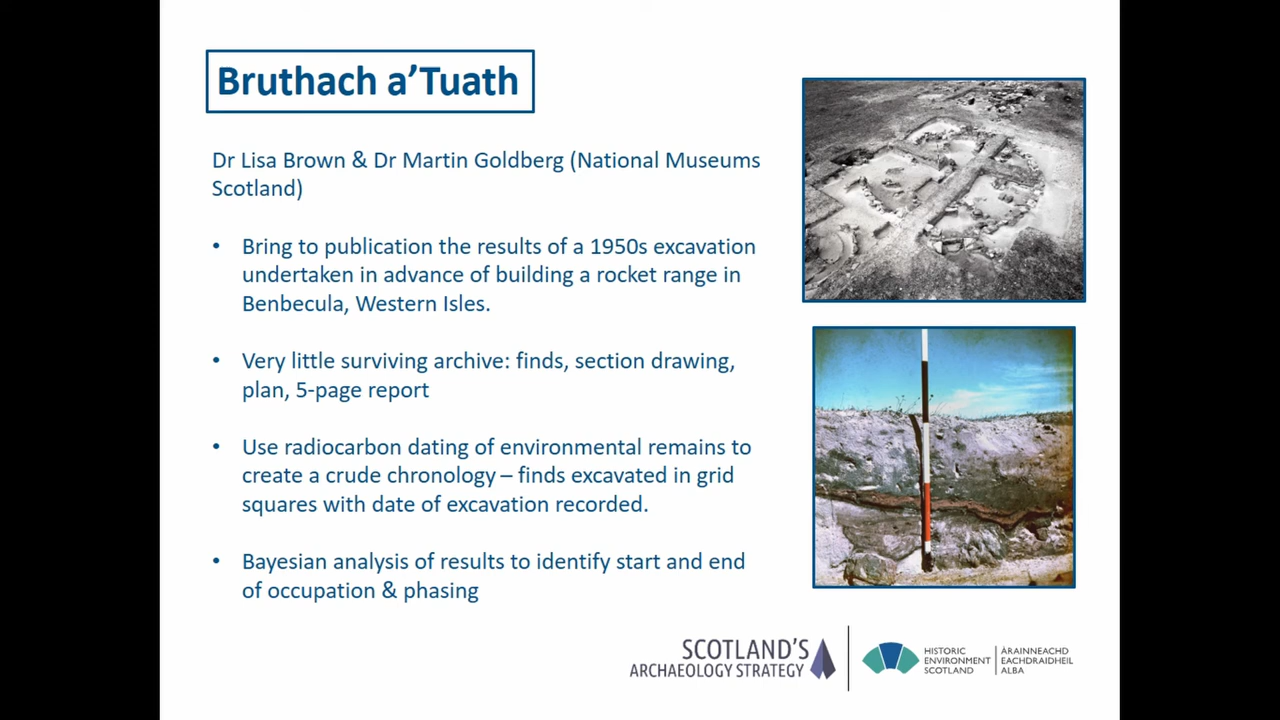 Bruthach a’Tuath
Dr Lisa Brown & Dr Martin Goldberg (National Museums
Scotland)
• Bring to publication the results of a 1950s excavation
undertaken in advance of building a rocket range in
Benbecula, Western Isles.
• Very little surviving archive: finds, section drawing,
plan, 5-page report
• Use radiocarbon dating of environmental remains to
create a crude chronology – finds excavated in grid
squares with date of excavation recorded.
• Bayesian analysis of results to identify start and end
of occupation & phasing
SCOTLAND’S
ARCHAEOLOGY STRATEGY
HISTORIC
ENVIRONMENT
SCOTLAND
ÀRAINNEACHD
EACHDRAIDHEIL
ALBA